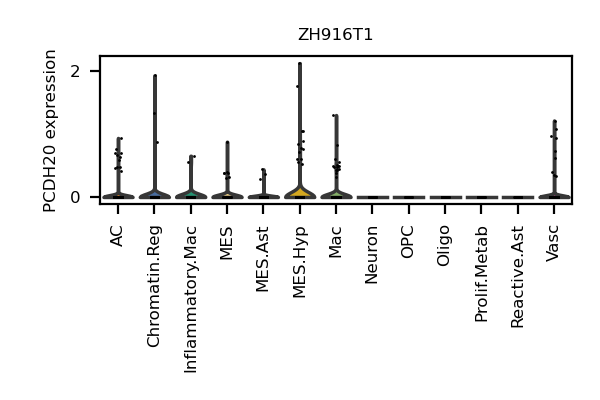 ZH916T1
PCDH20 expression
2
0
AC
Chromatin.Reg
Inflammatory.Mac
MES
MES.Ast
MES.Hyp
Mac
Neuron
OPC
Oligo
Prolif.Metab
Reactive.Ast
Vasc